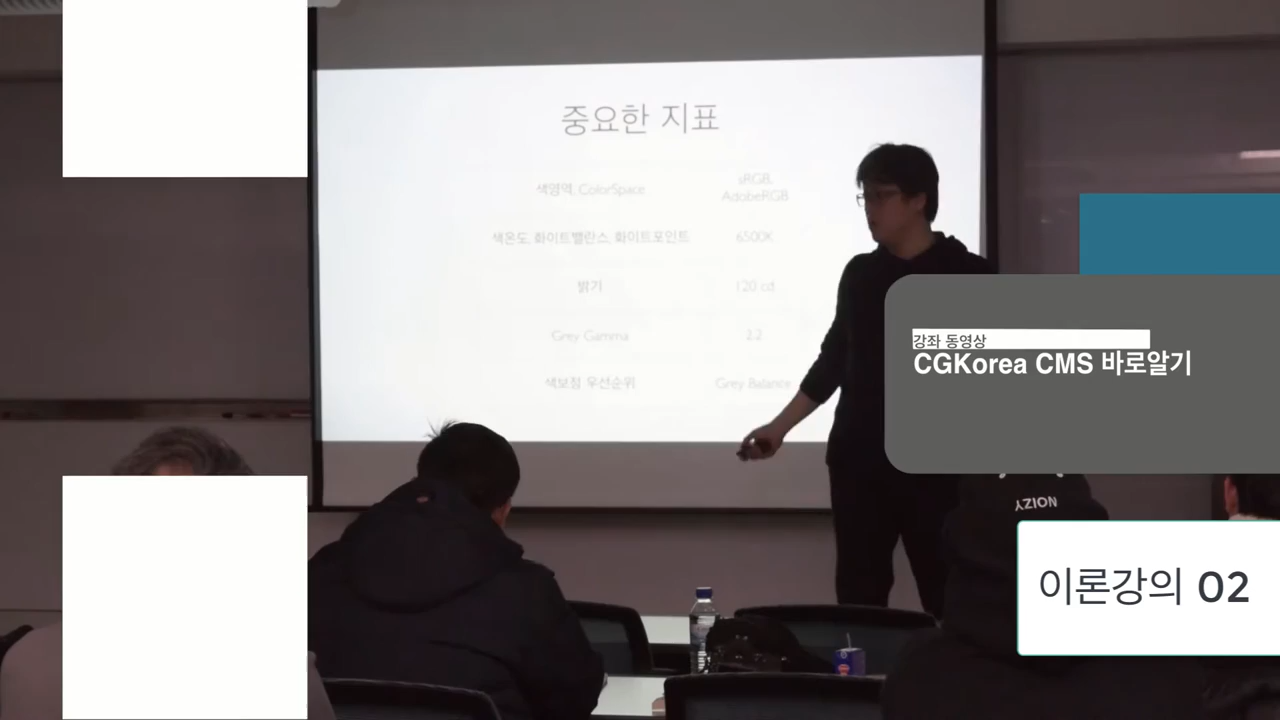 중요한 지표
색영역, ColorSpace
sRGB,
AdobeRGB
색온도, 화이트밸런스, 화이트포인트
6500K
밝기
120 cd
Grey Gamma
2.2
색보정 우선순위
Grey Balance
강좌 동영상
CGKorea CMS 바로알기
이론강의 02